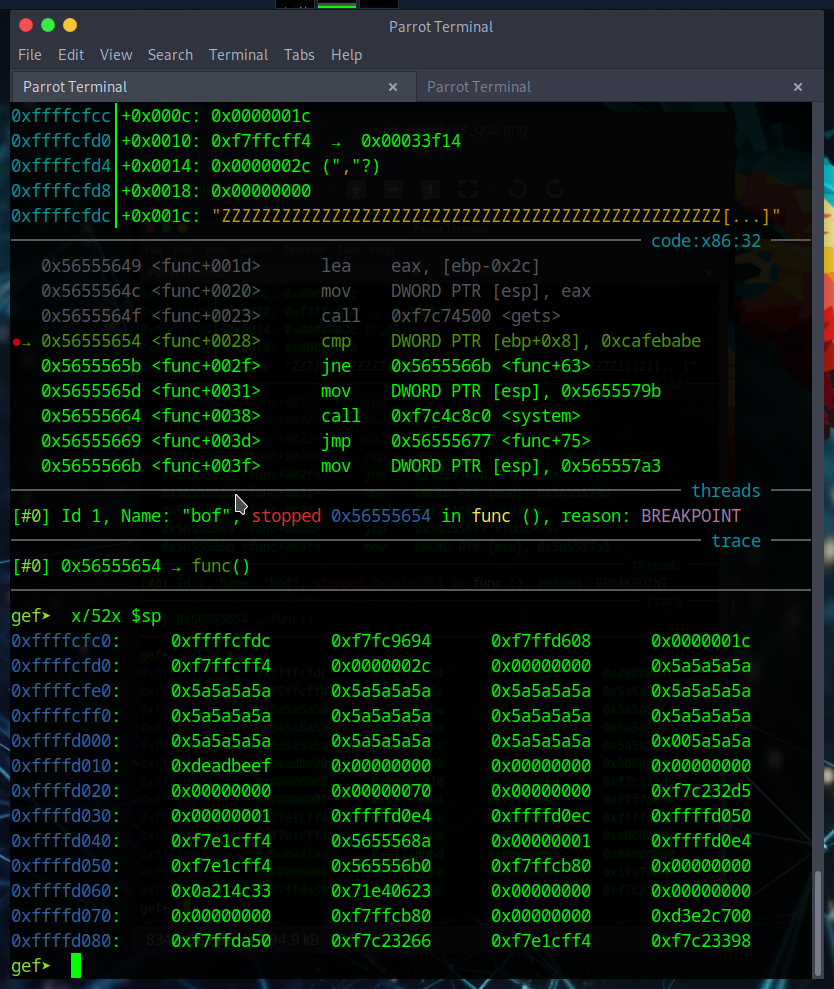 Parrot Terminal
File Edit View Search Terminal Tabs Help
Parrot Terminal × Parrot Terminal ×
0xffffcfcc|+0x000c: 0x0000001c
0xffffcfd0|+0x0010: 0xf7ffcff4 → 0x00033f14
0xffffcfd4|+0x0014: 0x0000002c (","?)
0xffffcfd8|+0x0018: 0x00000000
0xffffcfdc|+0x001c: "ZZZZZZZZZZZZZZZZZZZZZZZZZZZZZZZZZZZZZZZZZZZZZZZZZZ[...]"
code:x86:32
0x56555649 <func+001d> lea eax, [ebp-0x2c]
0x5655564c <func+0020> mov DWORD PTR [esp], eax
0x5655564f <func+0023> call 0xf7c74500 <gets>
●→ 0x56555654 <func+0028> cmp DWORD PTR [ebp+0x8], 0xcafebabe
0x5655565b <func+002f> jne 0x5655566b <func+63>
0x5655565d <func+0031> mov DWORD PTR [esp], 0x5655579b
0x56555664 <func+0038> call 0xf7c4c8c0 <system>
0x56555669 <func+003d> jmp 0x56555677 <func+75>
0x5655566b <func+003f> mov DWORD PTR [esp], 0x565557a3
threads
[#0] Id 1, Name: "bof", stopped 0x56555654 in func (), reason: BREAKPOINT
trace
[#0] 0x56555654 → func()
gef➤ x/52x $sp
0xffffcfc0: 0xffffcfdc 0xf7fc9694 0xf7ffd608 0x0000001c
0xffffcfd0: 0xf7ffcff4 0x0000002c 0x00000000 0x5a5a5a5a
0xffffcfe0: 0x5a5a5a5a 0x5a5a5a5a 0x5a5a5a5a 0x5a5a5a5a
0xffffcff0: 0x5a5a5a5a 0x5a5a5a5a 0x5a5a5a5a 0x5a5a5a5a
0xffffd000: 0x5a5a5a5a 0x5a5a5a5a 0x5a5a5a5a 0x005a5a5a
0xffffd010: 0xdeadbeef 0x00000000 0x00000000 0x00000000
0xffffd020: 0x00000000 0x00000070 0x00000000 0xf7c232d5
0xffffd030: 0x00000001 0xffffd0e4 0xffffd0ec 0xffffd050
0xffffd040: 0xf7e1cff4 0x5655568a 0x00000001 0xffffd0e4
0xffffd050: 0xf7e1cff4 0x565556b0 0xf7ffcb80 0x00000000
0xffffd060: 0x0a214c33 0x71e40623 0x00000000 0x00000000
0xffffd070: 0x00000000 0xf7ffcb80 0x00000000 0xd3e2c700
0xffffd080: 0xf7ffda50 0xf7c23266 0xf7e1cff4 0xf7c23398
gef➤